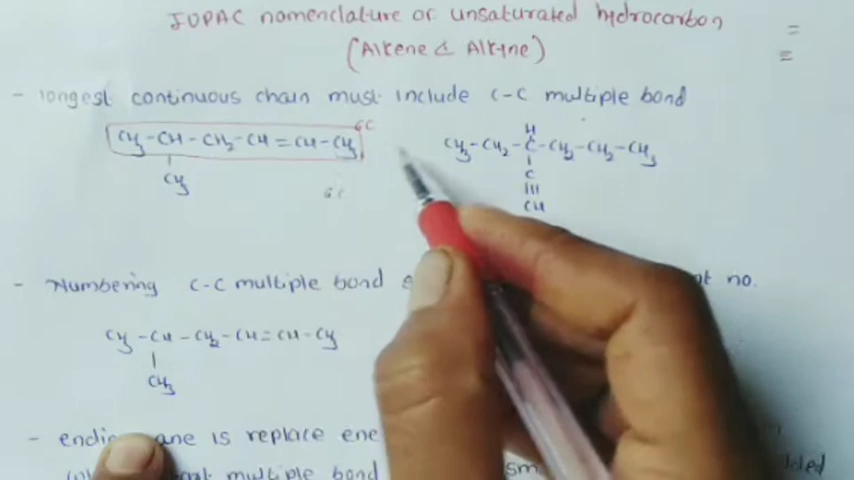 IUPAC nomenclature of unsaturated hydrocarbon
(Alkene & Alkyne)
- longest continuous chain must include C-C multiple bond
CH3-CH-CH2-CH=CH-CH3 6C
CH3
6C
H
CH3-CH2-C-CH2-CH2-CH3
C
≡
CH
- Numbering C-C multiple bond no.
CH3-CH-CH2-CH=CH-CH3
CH3
- ending ane is replace ene
multiple bond